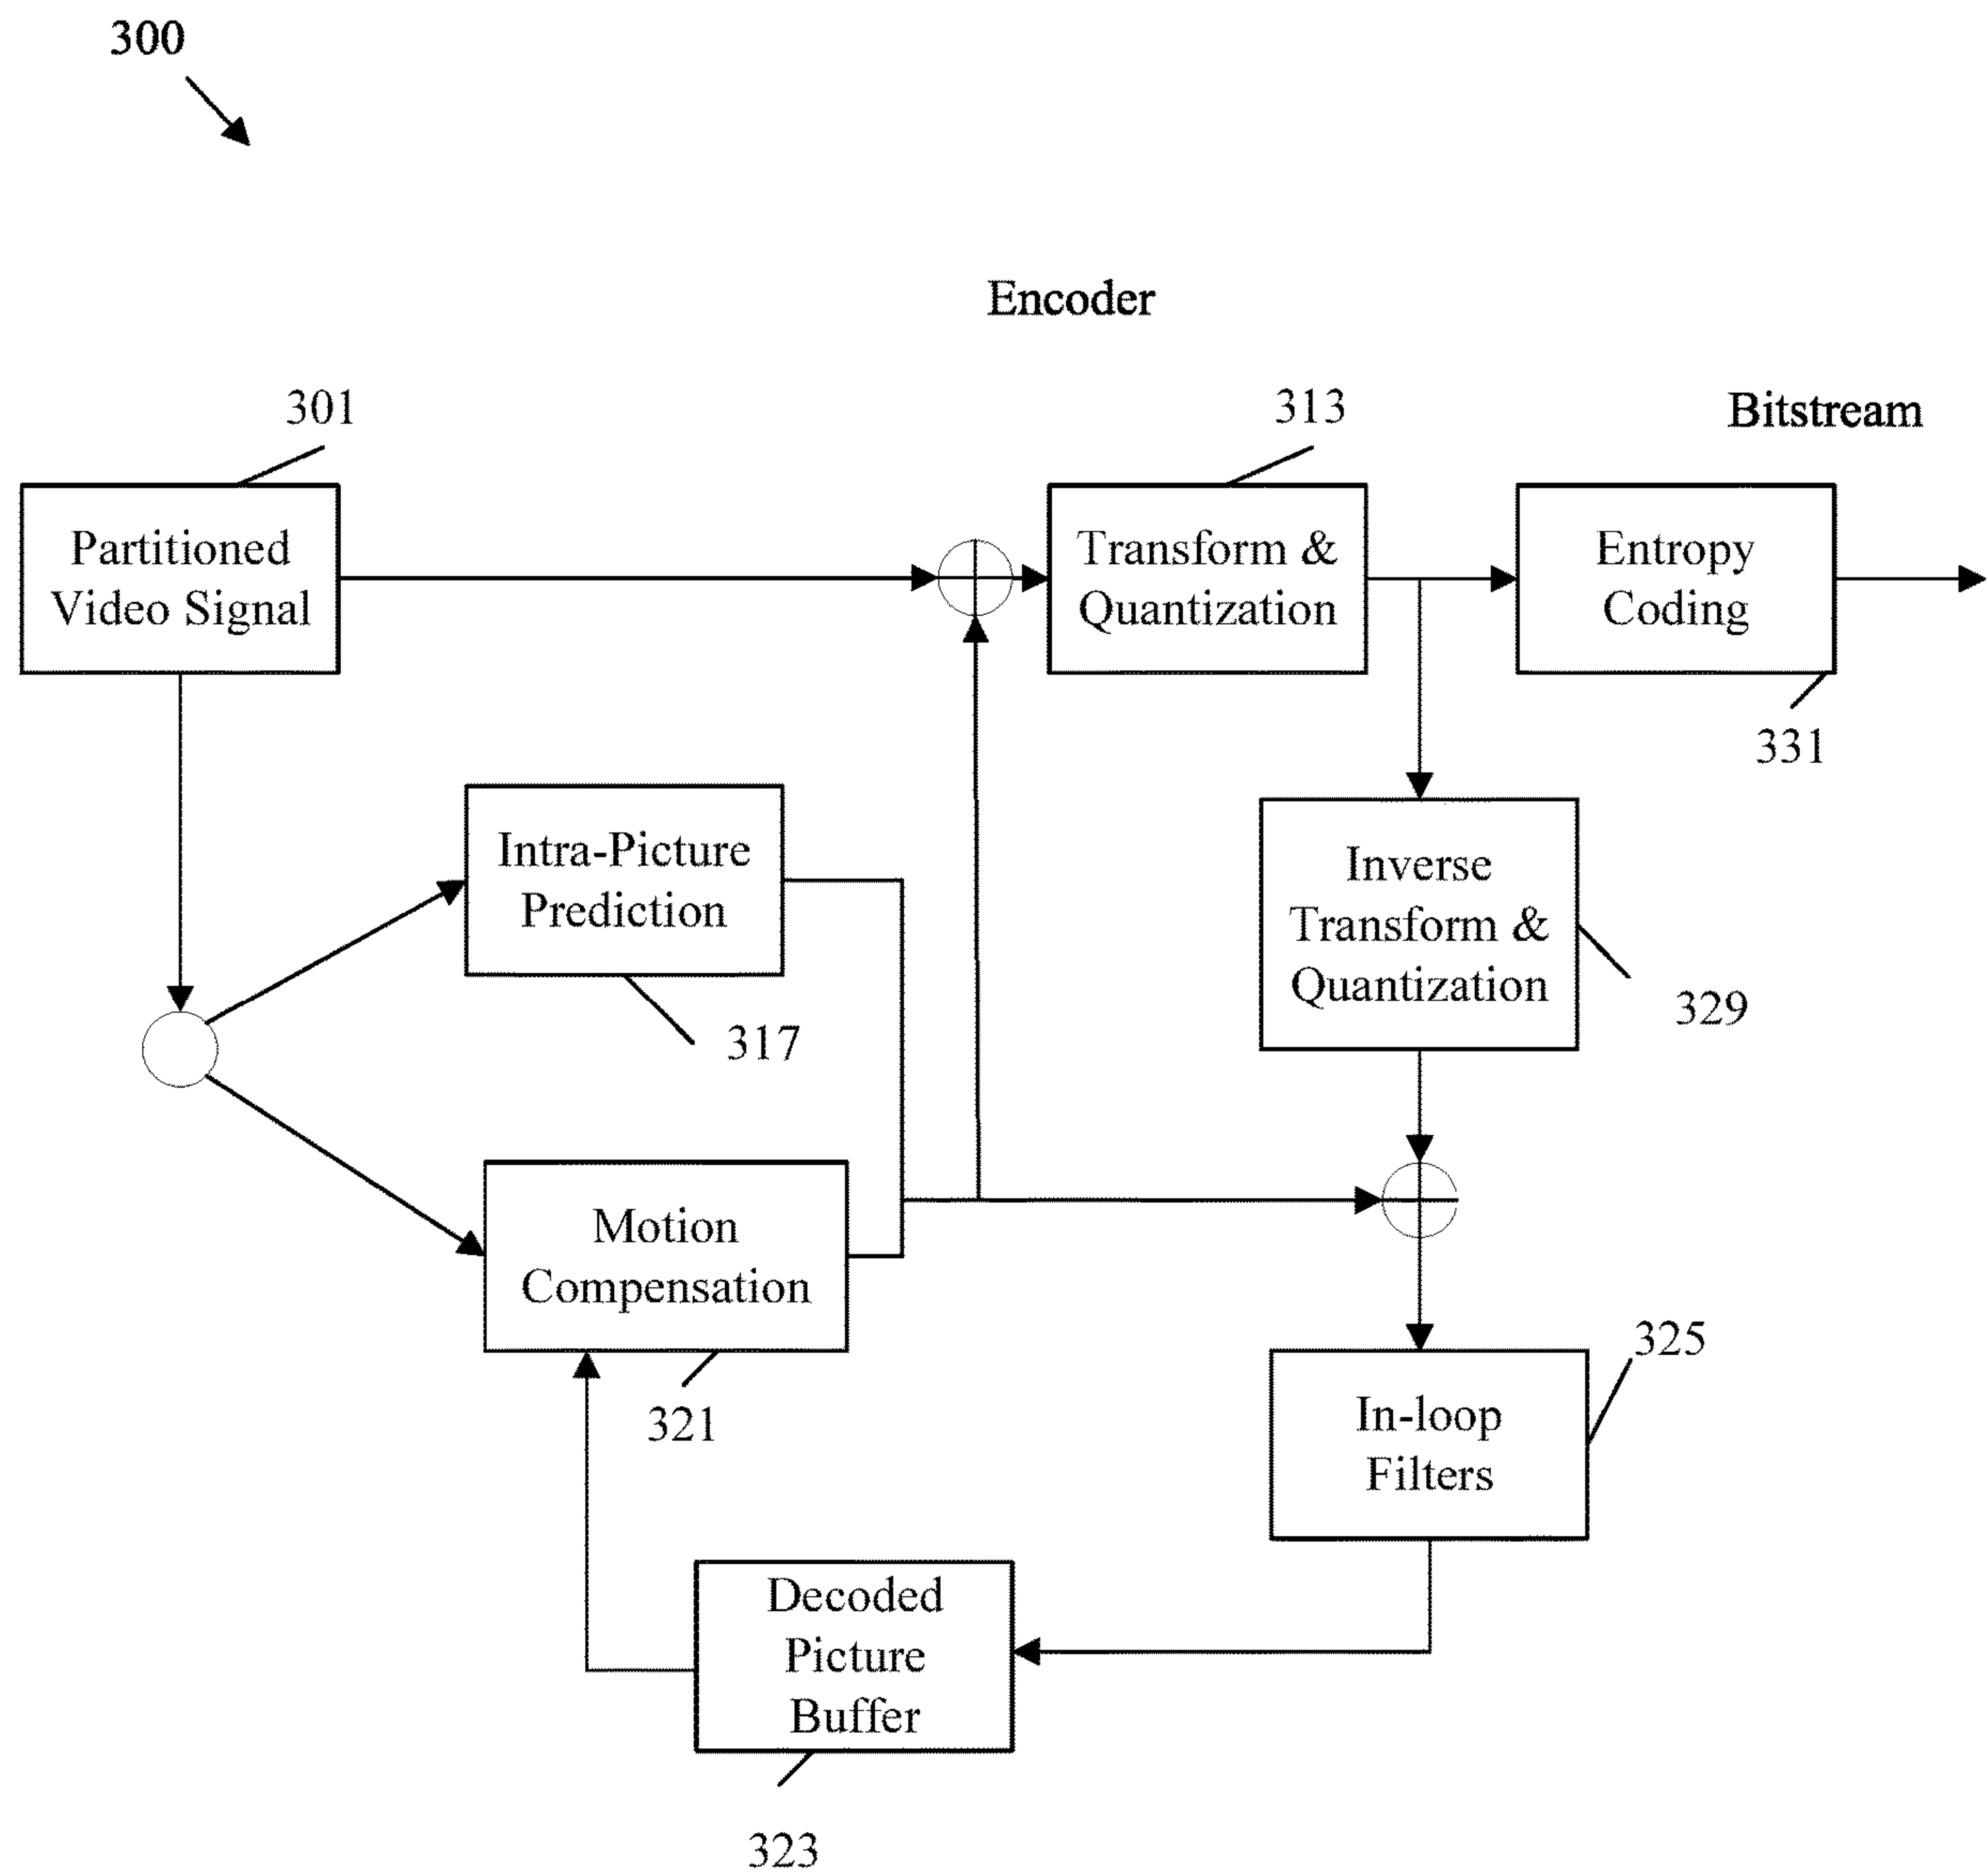 300
Encoder
301
313
Bitstream
Partitioned
Video Signal
Transform &
Quantization
Entropy
Coding
331
Intra-Picture
Prediction
317
Inverse
Transform &
Quantization
329
Motion
Compensation
321
325
In-loop
Filters
Decoded
Picture
Buffer
323